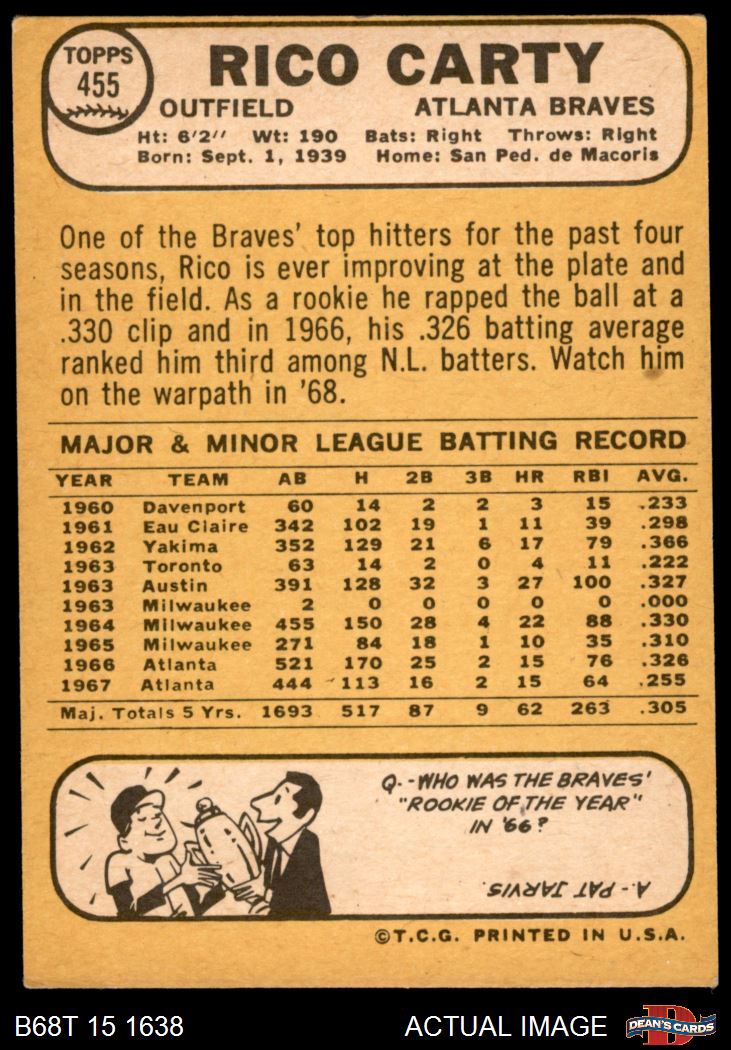 TOPPS
455
RICO CARTY
OUTFIELD ATLANTA BRAVES
Ht: 6'2" Wt: 190 Bats: Right Throws: Right
Born: Sept. 1, 1939 Home: San Ped. de Macoris
One of the Braves' top hitters for the past four
seasons, Rico is ever improving at the plate and
in the field. As a rookie he rapped the ball at a
.330 clip and in 1966, his .326 batting average
ranked him third among N.L. batters. Watch him
on the warpath in '68.
MAJOR & MINOR LEAGUE BATTING RECORD
YEAR TEAM AB H 2B 3B HR RBI AVG.
1960 Davenport 60 14 2 2 3 15 .233
1961 Eau Claire 342 102 19 1 11 39 .298
1962 Yakima 352 129 21 6 17 79 .366
1963 Toronto 63 14 2 0 4 11 .222
1963 Austin 391 128 32 3 27 100 .327
1963 Milwaukee 2 0 0 0 0 0 .000
1964 Milwaukee 455 150 28 4 22 88 .330
1965 Milwaukee 271 84 18 1 10 35 .310
1966 Atlanta 521 170 25 2 15 76 .326
1967 Atlanta 444 113 16 2 15 64 .255
Maj. Totals 5 Yrs. 1693 517 87 9 62 263 .305
Q.-WHO WAS THE BRAVES'
"ROOKIE OF THE YEAR"
IN '66?
A.-PAT JARVIS.
©T.C.G. PRINTED IN U.S.A.
B68T 15 1638 ACTUAL IMAGE DEAN'S CARDS